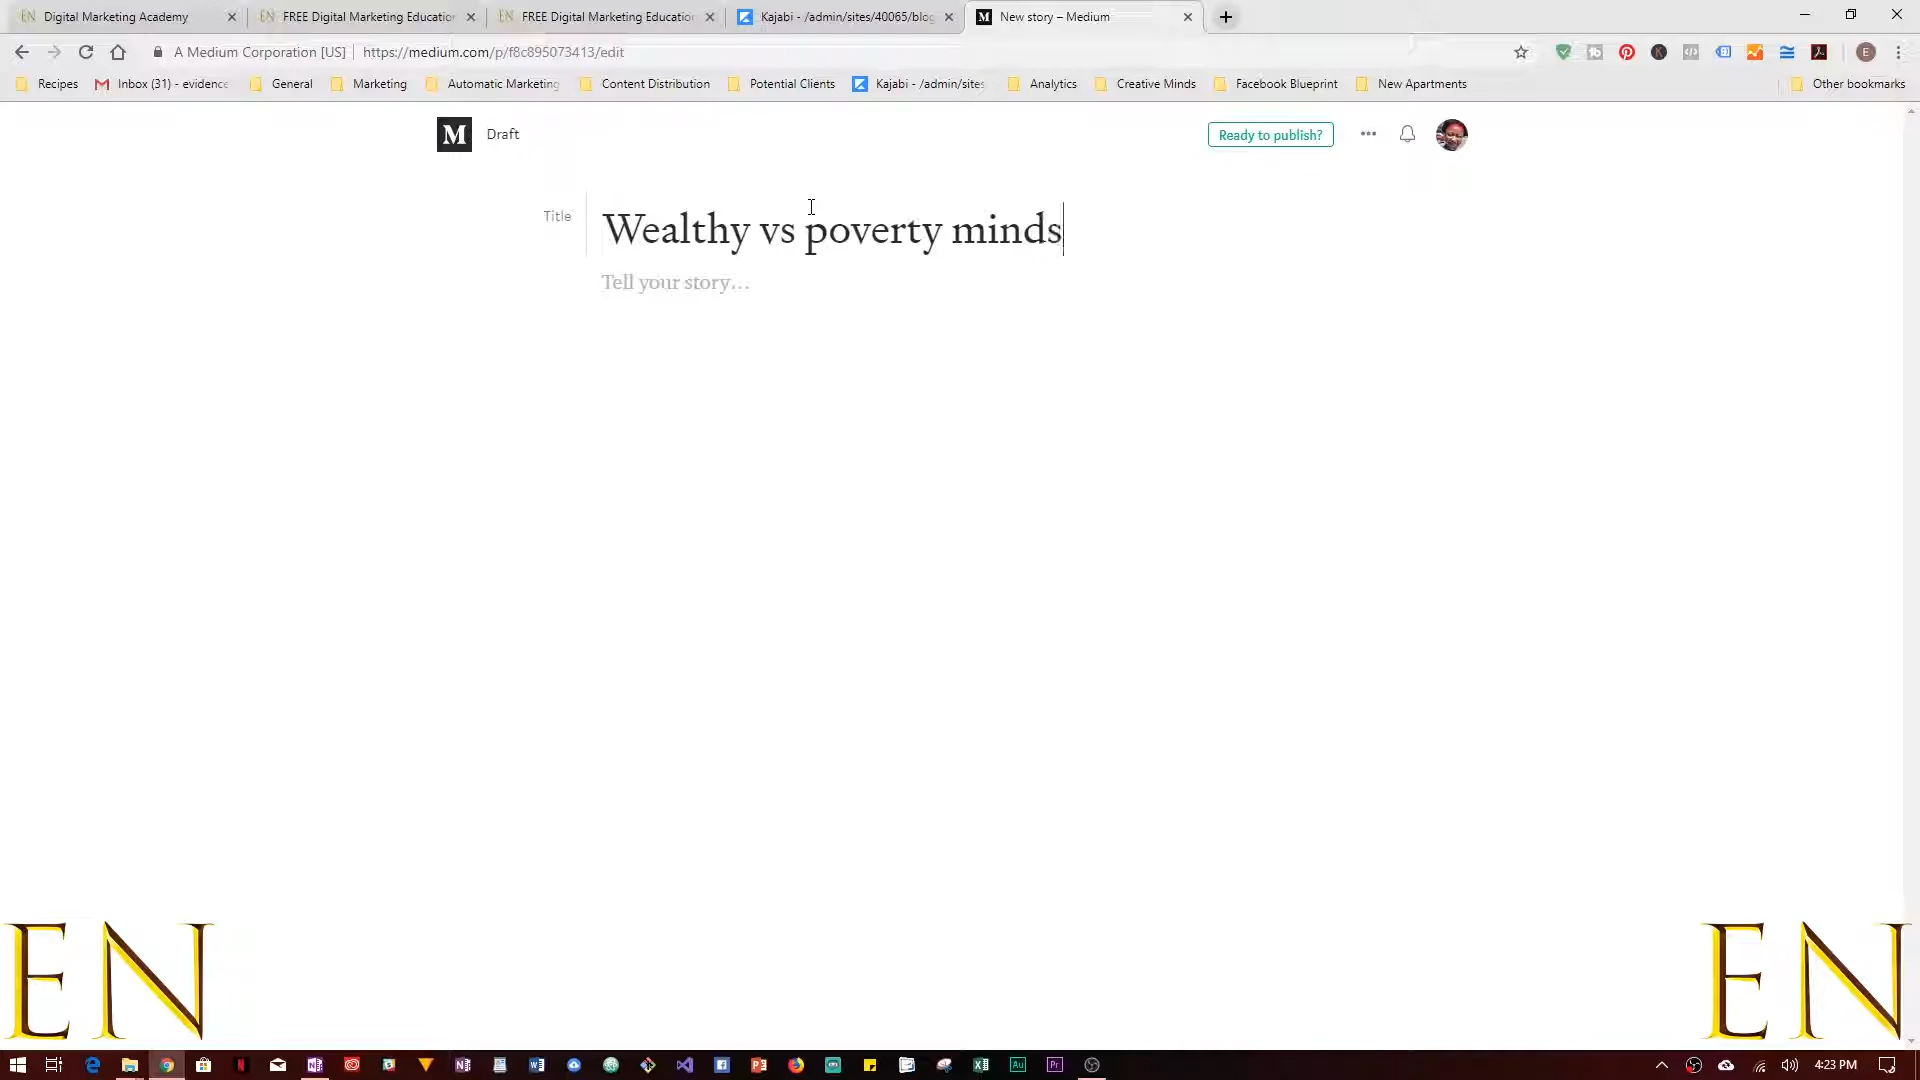 Digital Marketing Academy
FREE Digital Marketing Educatio
FREE Digital Marketing Educatio
Kajabi - /admin/sites/40065/blog
New story – Medium
A Medium Corporation [US]
https://medium.com/p/f8c895073413/edit
Recipes
Inbox (31) - evidence
General
Marketing
Automatic Marketing
Content Distribution
Potential Clients
Kajabi - /admin/sites
Analytics
Creative Minds
Facebook Blueprint
New Apartments
Other bookmarks
M
Draft
Ready to publish?
Title
Wealthy vs poverty minds
Tell your story...
EN
EN
4:23 PM